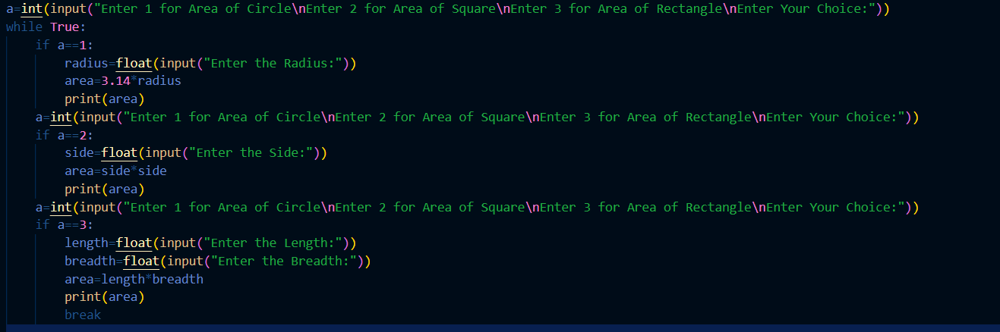 a=int(input("Enter 1 for Area of Circle\nEnter 2 for Area of Square\nEnter 3 for Area of Rectangle\nEnter Your Choice:"))
while True:
    if a==1:
        radius=float(input("Enter the Radius:"))
        area=3.14*radius
        print(area)
    a=int(input("Enter 1 for Area of Circle\nEnter 2 for Area of Square\nEnter 3 for Area of Rectangle\nEnter Your Choice:"))
    if a==2:
        side=float(input("Enter the Side:"))
        area=side*side
        print(area)
    a=int(input("Enter 1 for Area of Circle\nEnter 2 for Area of Square\nEnter 3 for Area of Rectangle\nEnter Your Choice:"))
    if a==3:
        length=float(input("Enter the Length:"))
        breadth=float(input("Enter the Breadth:"))
        area=length*breadth
        print(area)
        break